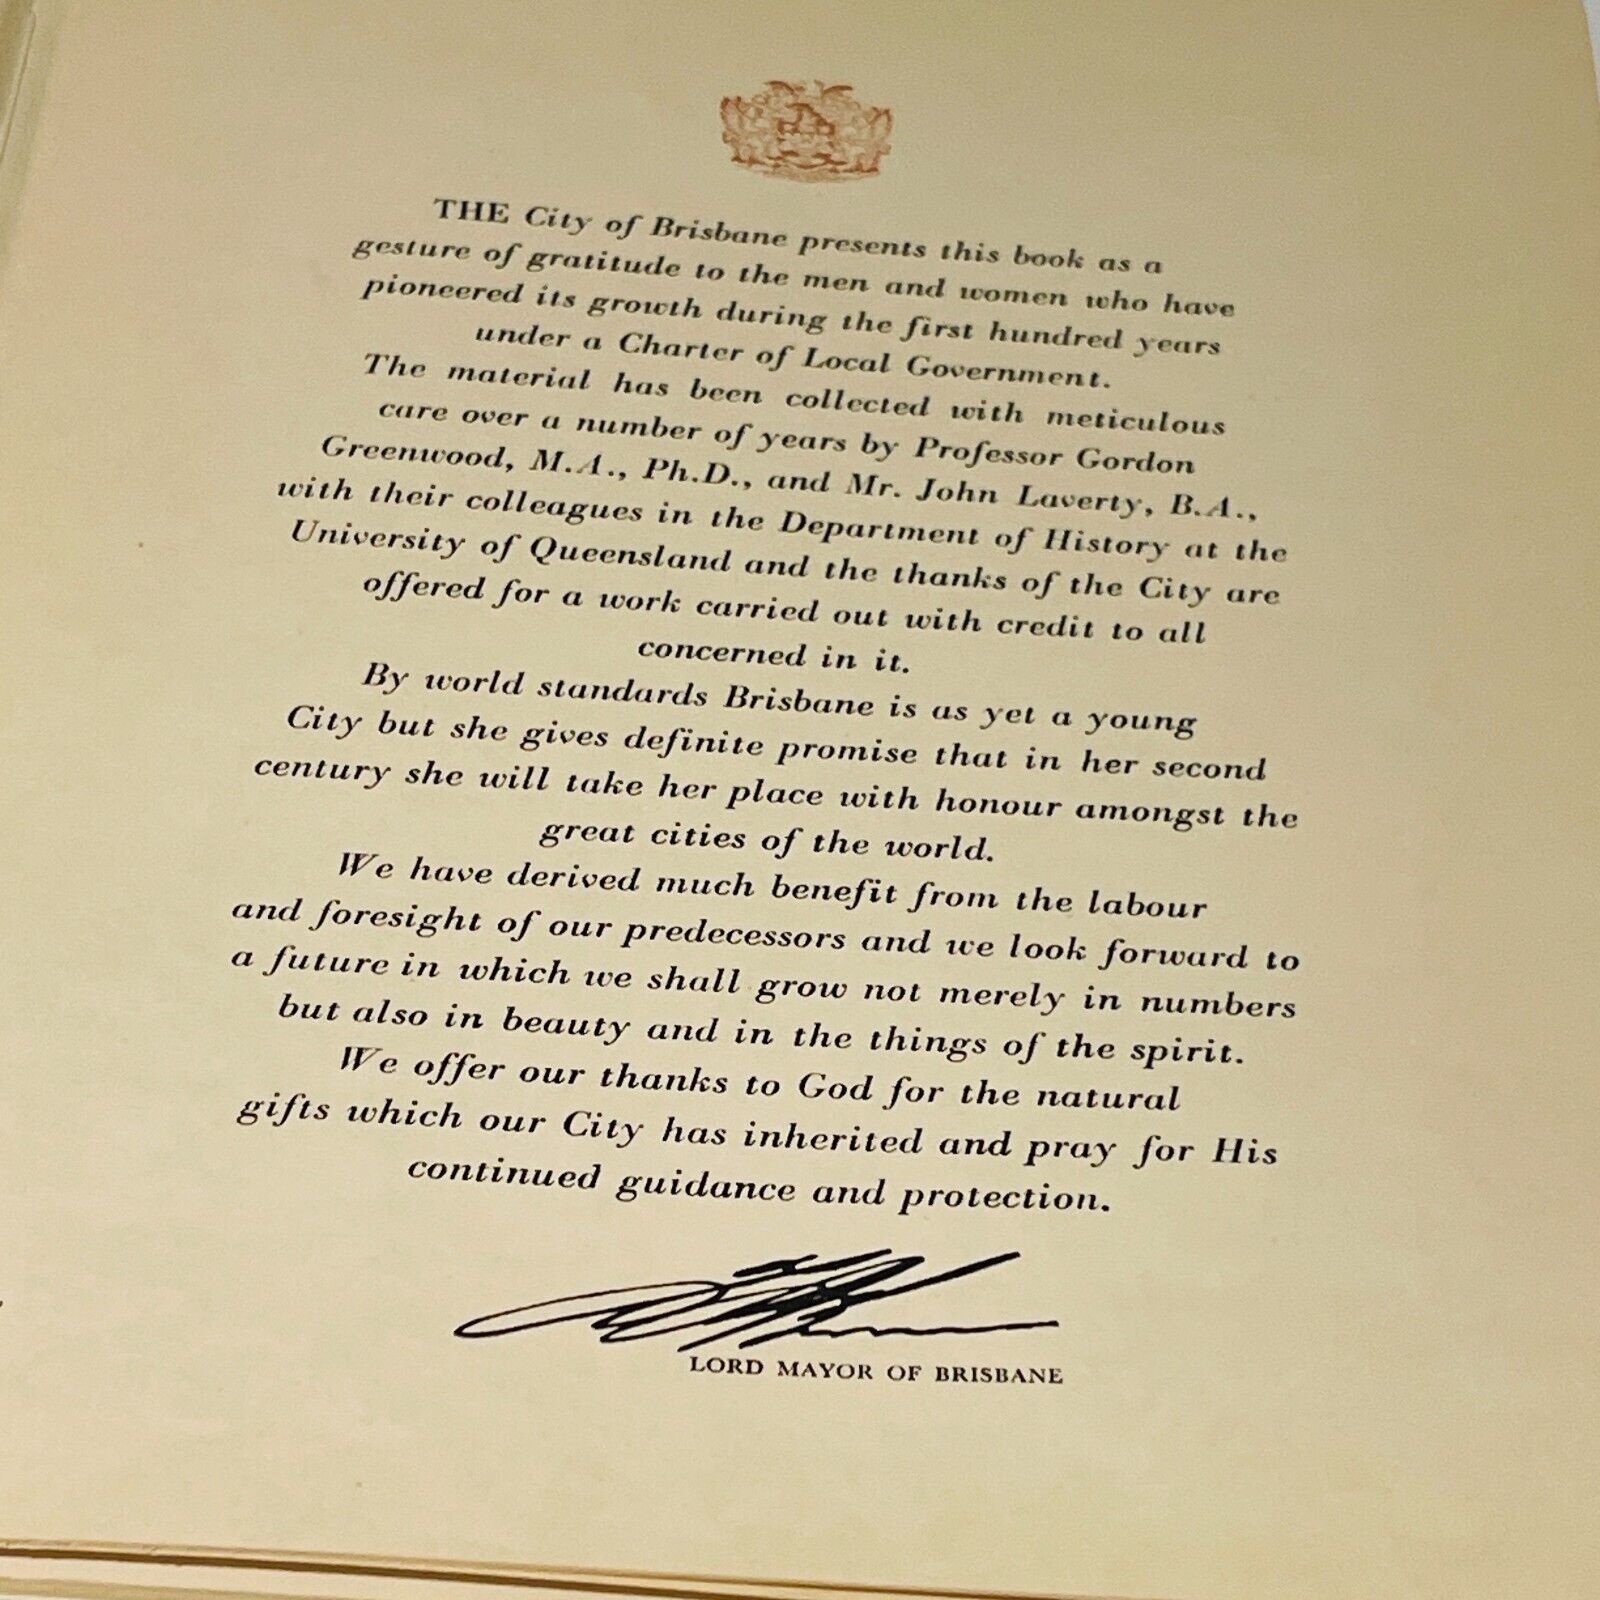 THE City of Brisbane presents this book as a
gesture of gratitude to the men and women who have
pioneered its growth during the first hundred years
under a Charter of Local Government.
The material has been collected with meticulous
care over a number of years by Professor Gordon
Greenwood, M.A., Ph.D., and Mr. John Laverty, B.A.,
with their colleagues in the Department of History at the
University of Queensland and the thanks of the City are
offered for a work carried out with credit to all
concerned in it.
By world standards Brisbane is as yet a young
City but she gives definite promise that in her second
century she will take her place with honour amongst the
great cities of the world.
We have derived much benefit from the labour
and foresight of our predecessors and we look forward to
a future in which we shall grow not merely in numbers
but also in beauty and in the things of the spirit.
We offer our thanks to God for the natural
gifts which our City has inherited and pray for His
continued guidance and protection.
LORD MAYOR OF BRISBANE